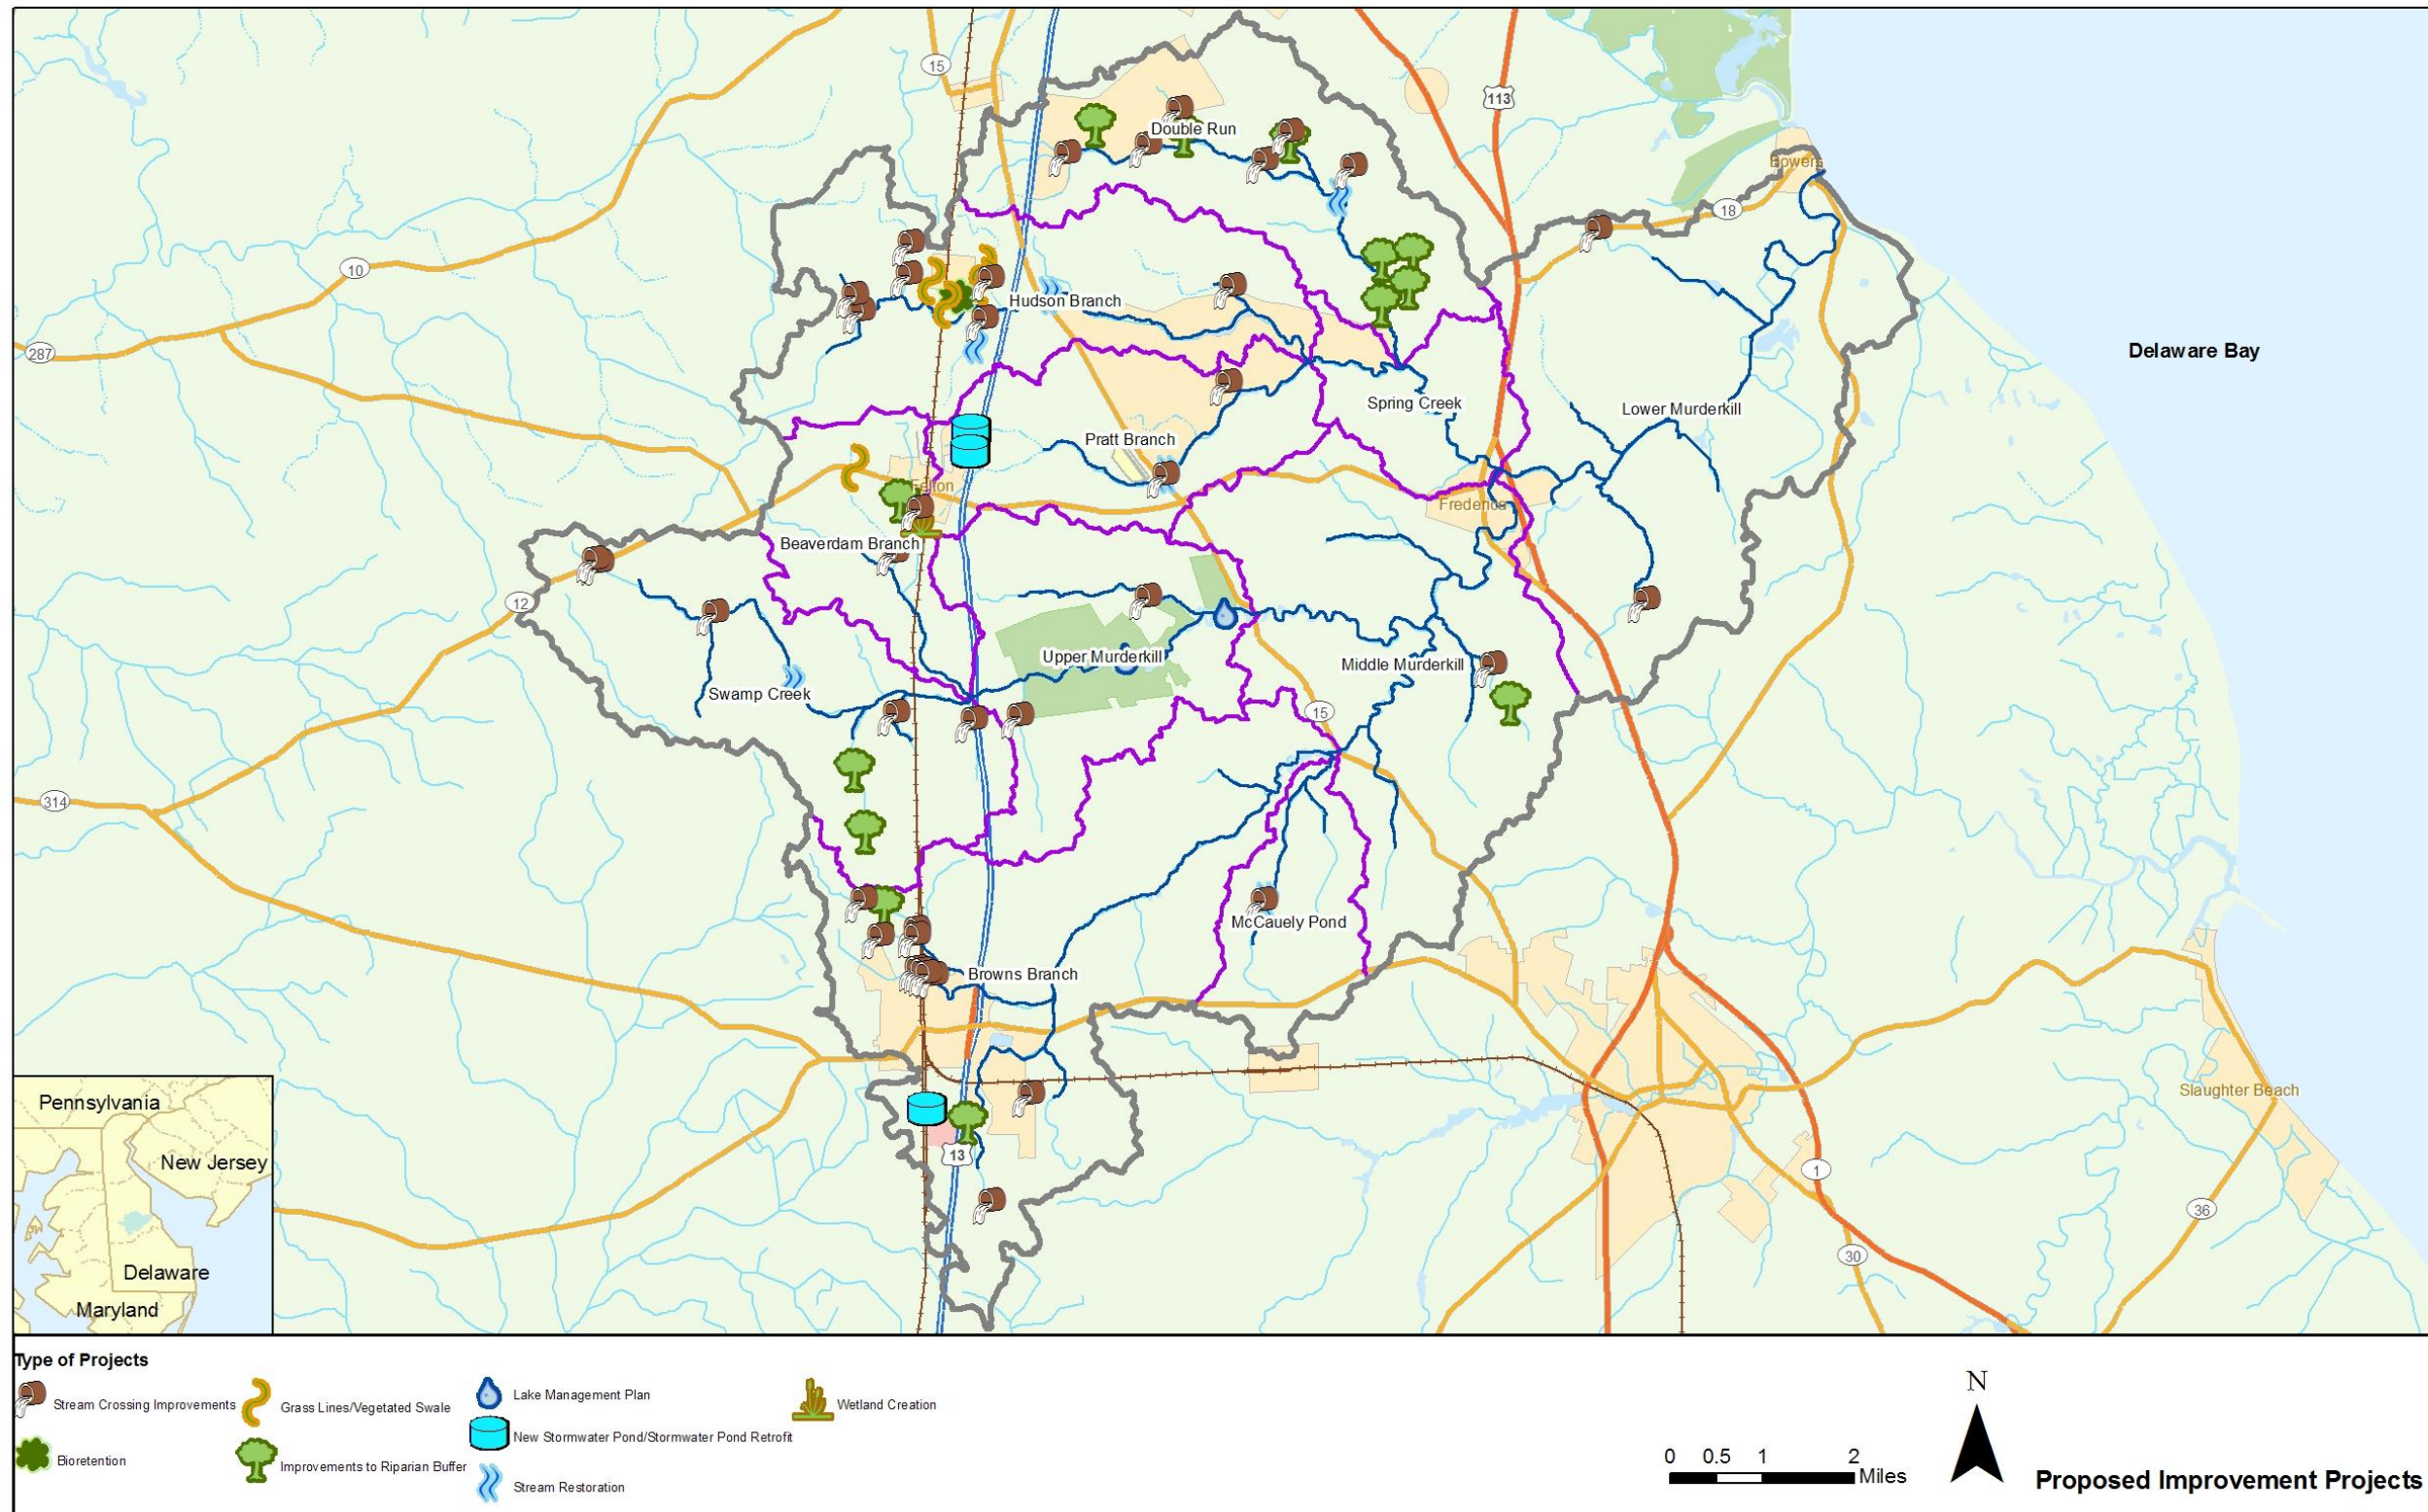 15
113
Double Run
Bowers
18
10
Hudson Branch
287
Delaware Bay
Spring Creek
Lower Murderkill
Pratt Branch
Felton
Frederica
Beaverdam Branch
12
Upper Murderkill
Middle Murderkill
Swamp Creek
15
314
McCauely Pond
Browns Branch
Pennsylvania
New Jersey
Delaware
Maryland
Slaughter Beach
13
1
36
30
Type of Projects
Stream Crossing Improvements
Grass Lines/Vegetated Swale
Lake Management Plan
Wetland Creation
New Stormwater Pond/Stormwater Pond Retrofit
Bioretention
Improvements to Riparian Buffer
Stream Restoration
0 0.5 1 2
Miles
N
Proposed Improvement Projects